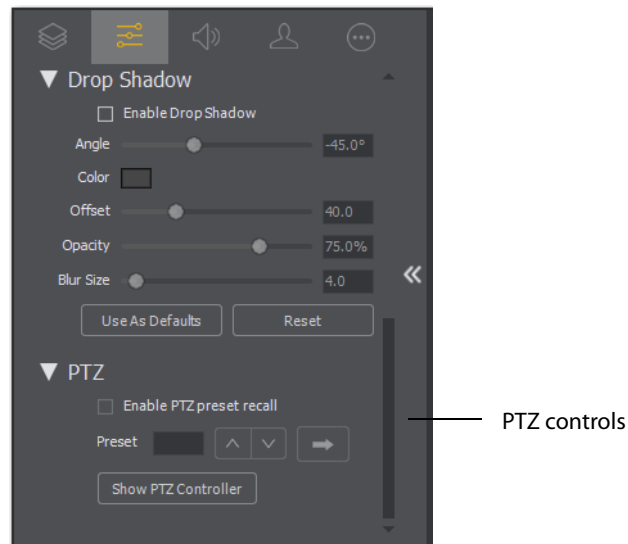 Drop Shadow
Enable Drop Shadow
Angle -45.0°
Color
Offset 40.0
Opacity 75.0%
Blur Size 4.0
Use As Defaults Reset
PTZ
Enable PTZ preset recall
PTZ controls
Preset
Show PTZ Controller